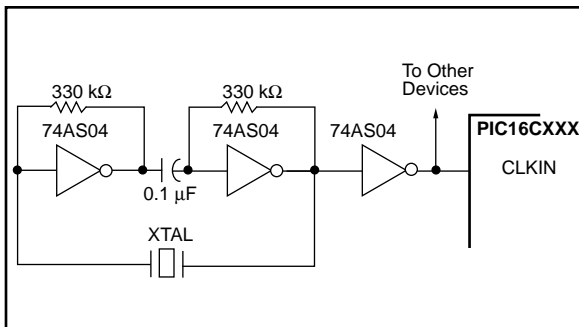 To Other
Devices
330 kΩ
330 kΩ
74AS04
74AS04
74AS04
PIC16CXXX
CLKIN
0.1 µF
XTAL